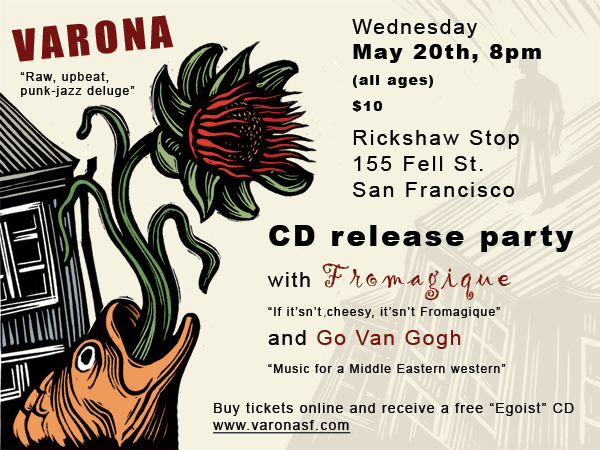 VARONA
“Raw, upbeat,
punk-jazz deluge”
Wednesday
May 20th, 8pm
(all ages)
$10
Rickshaw Stop
155 Fell St.
San Francisco
CD release party
with Fromagique
“If it'sn't cheesy, it'sn't Fromagique”
and Go Van Gogh
“Music for a Middle Eastern western”
Buy tickets online and receive a free “Egoist” CD
www.varonasf.com